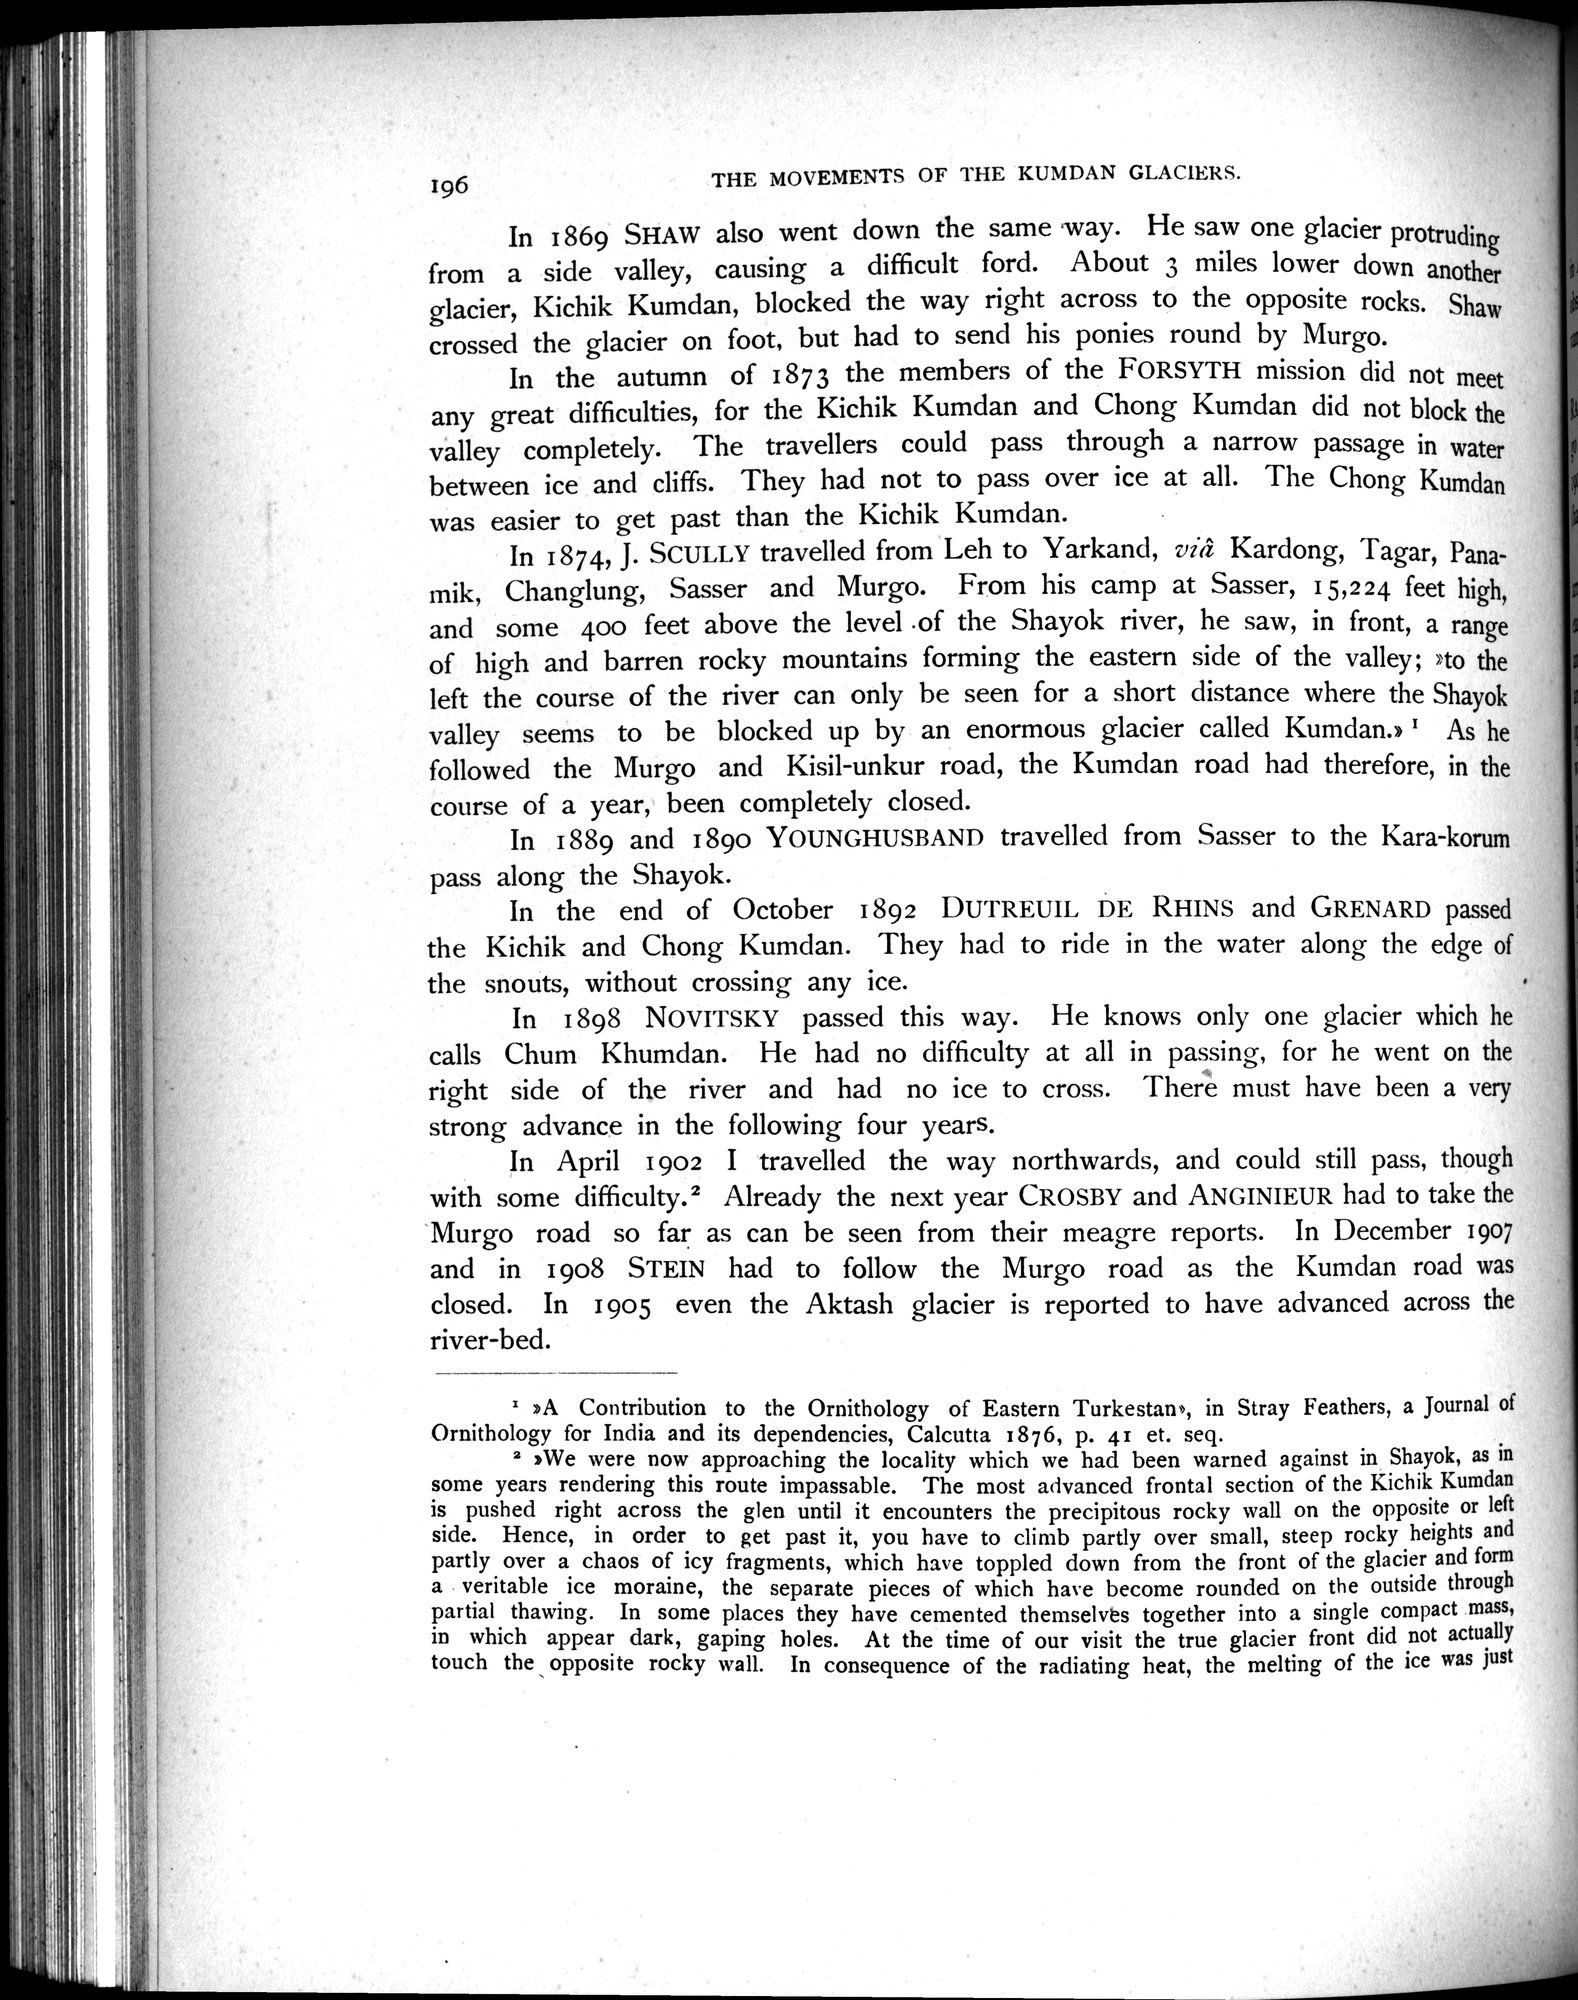 196
THE MOVEMENTS OF THE KUMDAN GLACIERS.
In 1869 SHAW also went down the same way. He saw one glacier protruding
from a side valley, causing a difficult ford. About 3 miles lower down another
glacier, Kichik Kumdan, blocked the way right across to the opposite rocks. Shaw
crossed the glacier on foot, but had to send his ponies round by Murgo.
In the autumn of 1873 the members of the FORSYTH mission did not meet
any great difficulties, for the Kichik Kumdan and Chong Kumdan did not block the
valley completely. The travellers could pass through a narrow passage in water
between ice and cliffs. They had not to pass over ice at all. The Chong Kumdan
was easier to get past than the Kichik Kumdan.
In 1874, J. SCULLY travelled from Leh to Yarkand, viâ Kardong, Tagar, Pana-
mik, Changlung, Sasser and Murgo. From his camp at Sasser, 15,224 feet high,
and some 400 feet above the level of the Shayok river, he saw, in front, a range
of high and barren rocky mountains forming the eastern side of the valley; »to the
left the course of the river can only be seen for a short distance where the Shayok
valley seems to be blocked up by an enormous glacier called Kumdan.» ¹ As he
followed the Murgo and Kisil-unkur road, the Kumdan road had therefore, in the
course of a year, been completely closed.
In 1889 and 1890 YOUNGHUSBAND travelled from Sasser to the Kara-korum
pass along the Shayok.
In the end of October 1892 DUTREUIL DE RHINS and GRENARD passed
the Kichik and Chong Kumdan. They had to ride in the water along the edge of
the snouts, without crossing any ice.
In 1898 NOVITSKY passed this way. He knows only one glacier which he
calls Chum Khumdan. He had no difficulty at all in passing, for he went on the
right side of the river and had no ice to cross. There must have been a very
strong advance in the following four years.
In April 1902 I travelled the way northwards, and could still pass, though
with some difficulty.² Already the next year CROSBY and ANGINIEUR had to take the
Murgo road so far as can be seen from their meagre reports. In December 1907
and in 1908 STEIN had to follow the Murgo road as the Kumdan road was
closed. In 1905 even the Aktash glacier is reported to have advanced across the
river-bed.
¹ »A Contribution to the Ornithology of Eastern Turkestan», in Stray Feathers, a Journal of
Ornithology for India and its dependencies, Calcutta 1876, p. 41 et. seq.
² »We were now approaching the locality which we had been warned against in Shayok, as in
some years rendering this route impassable. The most advanced frontal section of the Kichik Kumdan
is pushed right across the glen until it encounters the precipitous rocky wall on the opposite or left
side. Hence, in order to get past it, you have to climb partly over small, steep rocky heights and
partly over a chaos of icy fragments, which have toppled down from the front of the glacier and form
a veritable ice moraine, the separate pieces of which have become rounded on the outside through
partial thawing. In some places they have cemented themselves together into a single compact mass,
in which appear dark, gaping holes. At the time of our visit the true glacier front did not actually
touch the opposite rocky wall. In consequence of the radiating heat, the melting of the ice was just